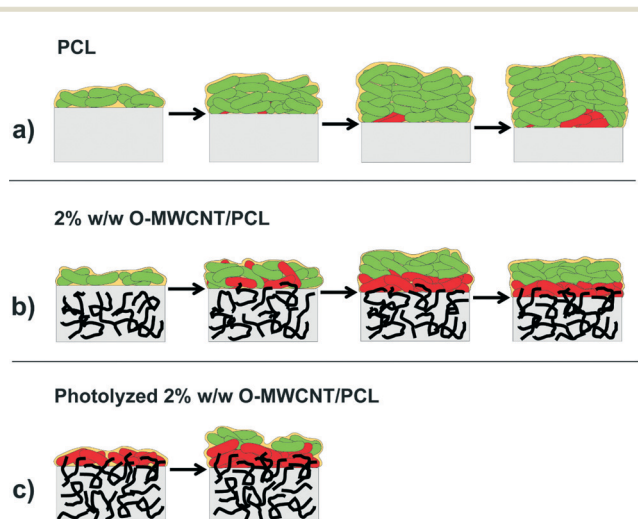 PCL
a)
2% w/w O-MWCNT/PCL
b)
Photolyzed 2% w/w O-MWCNT/PCL
c)